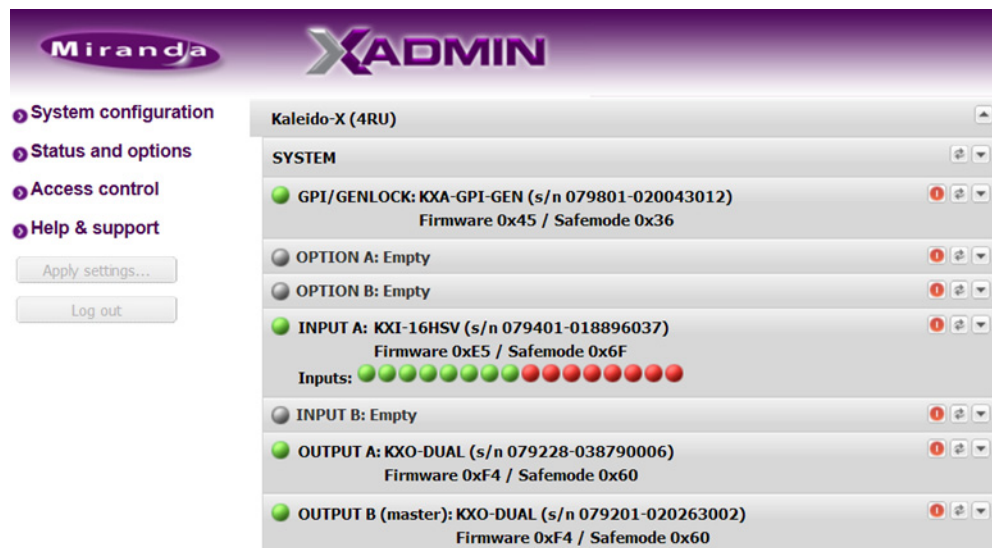 Miranda
XADMIN
System configuration
Status and options
Access control
Help & support
Apply settings...
Log out
Kaleido-X (4RU)
SYSTEM
GPI/GENLOCK: KXA-GPI-GEN (s/n 079801-020043012)
Firmware 0x45 / Safemode 0x36
OPTION A: Empty
OPTION B: Empty
INPUT A: KXI-16HSV (s/n 079401-018896037)
Firmware 0xE5 / Safemode 0x6F
Inputs:
INPUT B: Empty
OUTPUT A: KXO-DUAL (s/n 079228-038790006)
Firmware 0xF4 / Safemode 0x60
OUTPUT B (master): KXO-DUAL (s/n 079201-020263002)
Firmware 0xF4 / Safemode 0x60